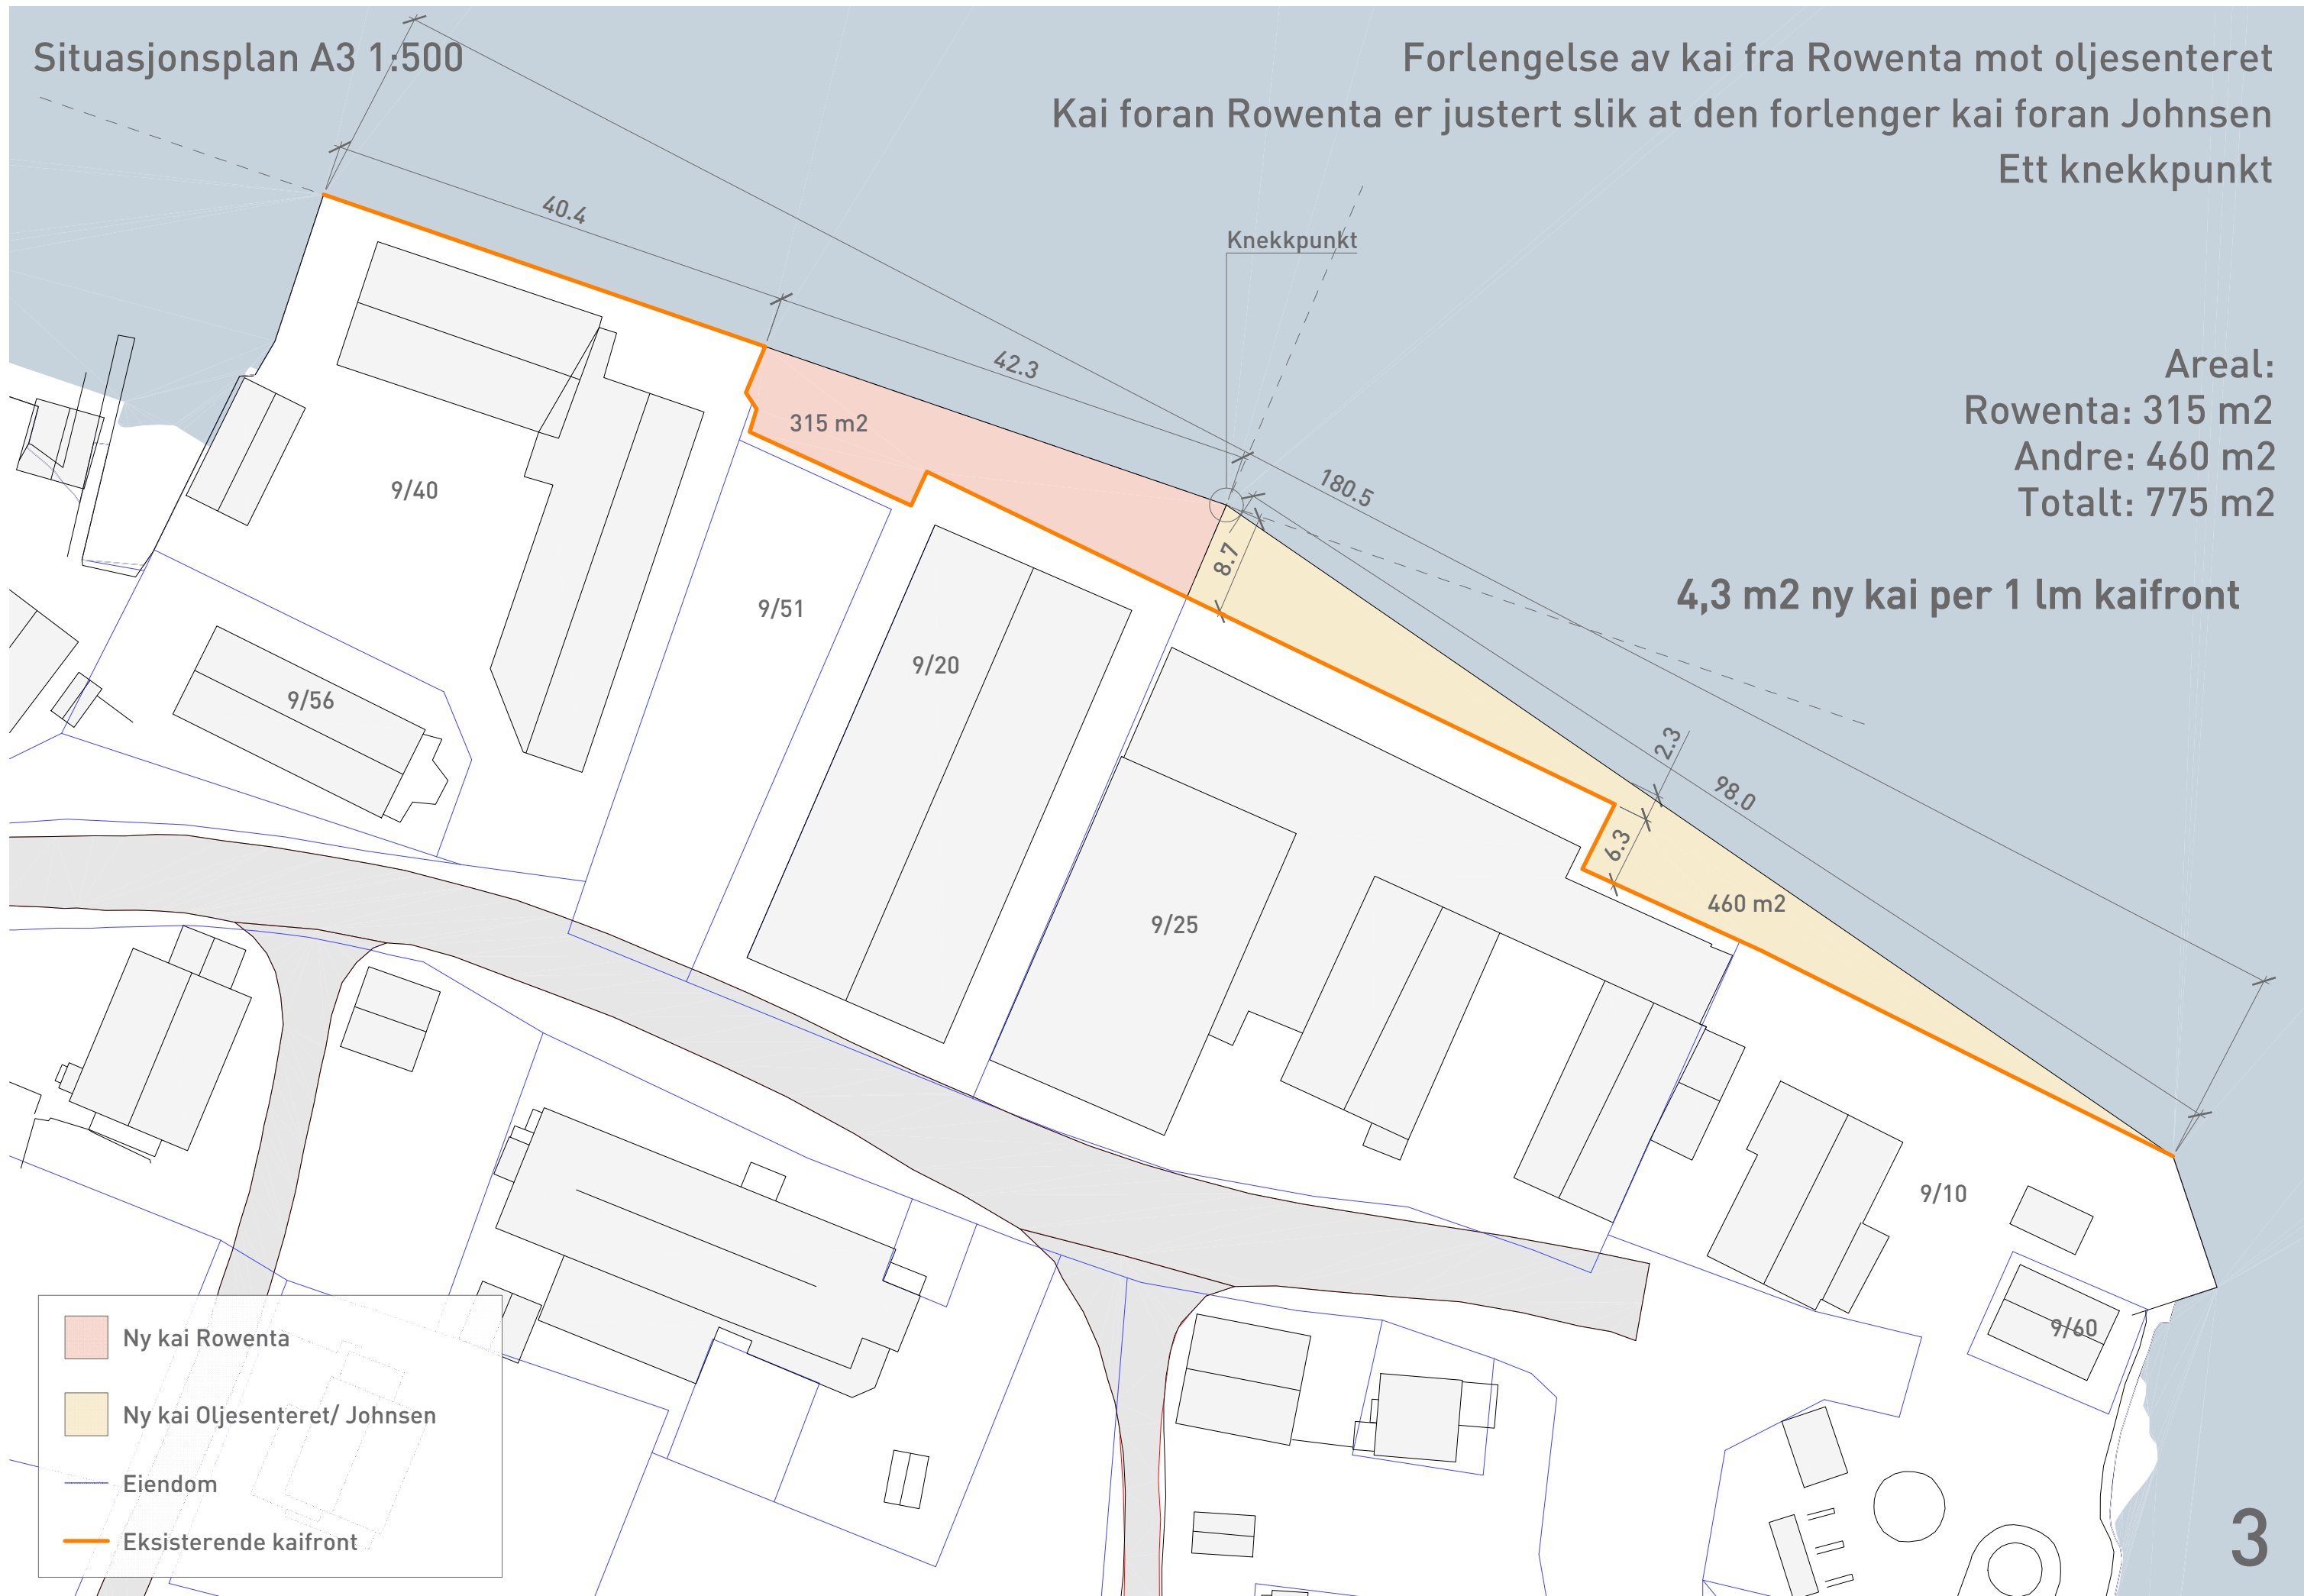 Situasjonsplan A3 1:500
Forlengelse av kai fra Rowenta mot oljesenteret
Kai foran Rowenta er justert slik at den forlenger kai foran Johnsen
Ett knekkpunkt
40.4
Knekkpunkt
42.3
180.5
Areal:
Rowenta: 315 m2
Andre: 460 m2
Totalt: 775 m2
4,3 m2 ny kai per 1 lm kaifront
315 m2
9/40
8.7
9/51
9/20
9/56
2.3
98.0
6.3
460 m2
9/25
9/10
9/60
Ny kai Rowenta
Ny kai Oljesenteret/ Johnsen
Eiendom
Eksisterende kaifront
3